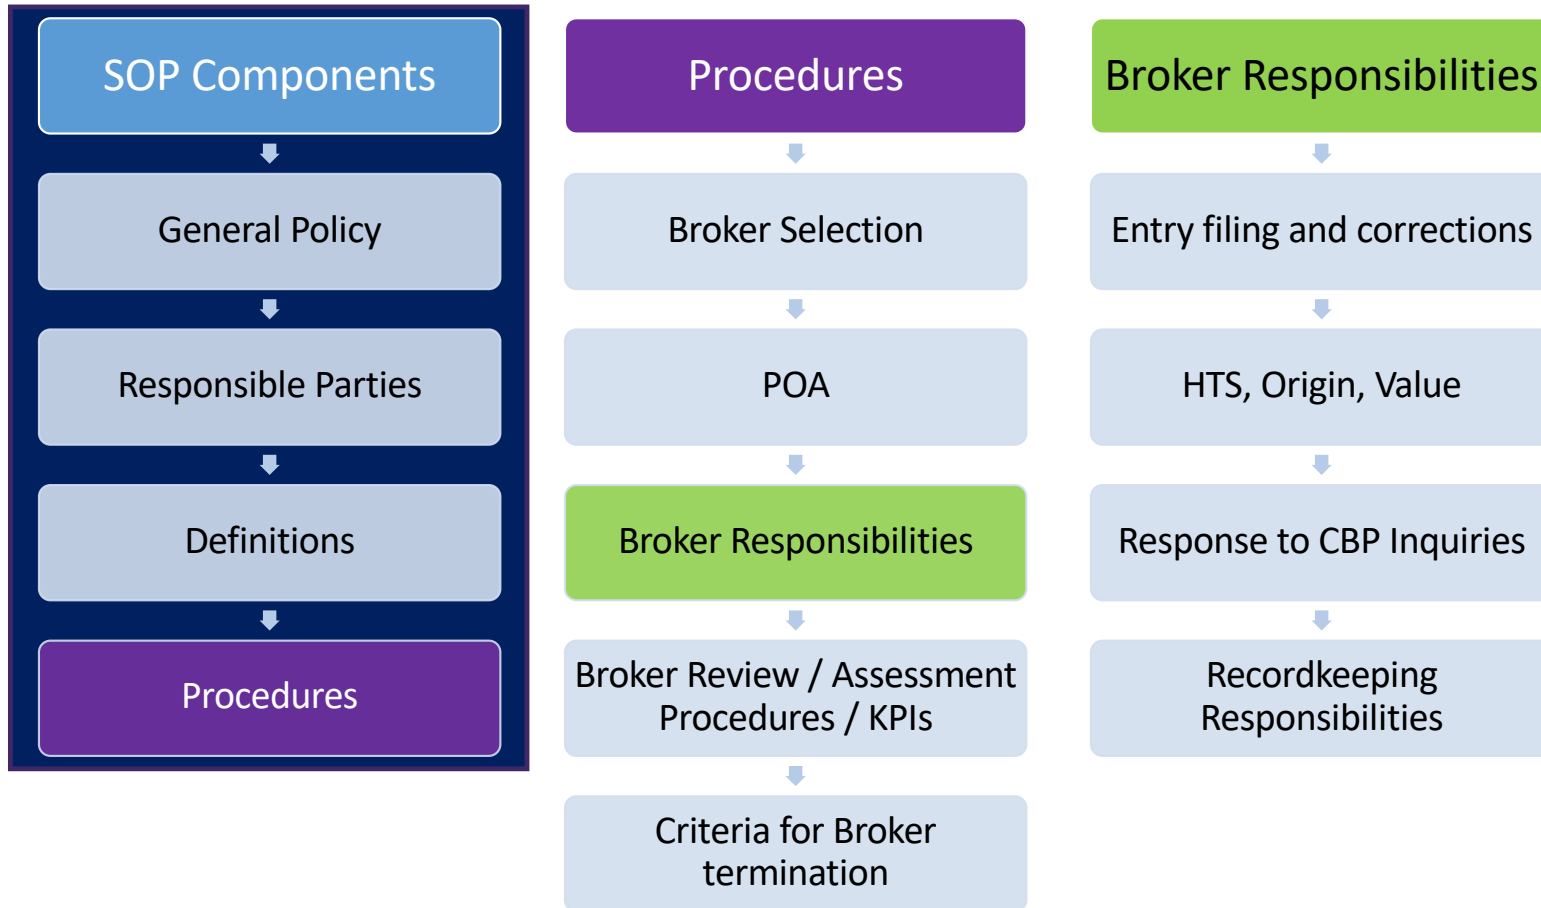 SOP Components
General Policy
Responsible Parties
Definitions
Procedures
Procedures
Broker Selection
POA
Broker Responsibilities
Broker Review / Assessment
Procedures / KPIs
Criteria for Broker
termination
Broker Responsibilities
Entry filing and corrections
HTS, Origin, Value
Response to CBP Inquiries
Recordkeeping
Responsibilities